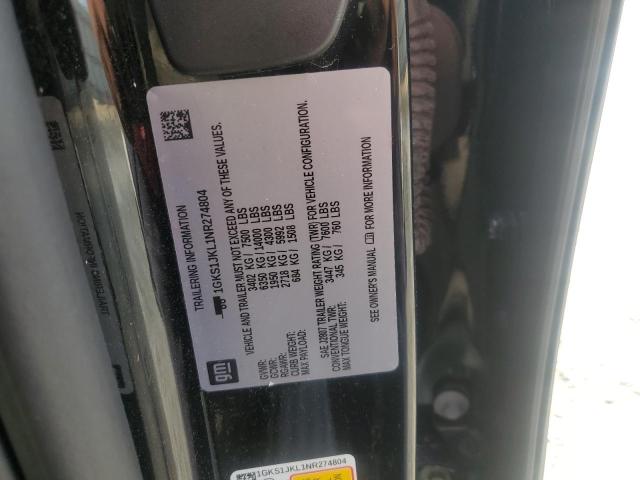 TRAILERING INFORMATION
1GKS1JKL1NR274804
VEHICLE AND TRAILER MUST NOT EXCEED ANY OF THESE VALUES.
GVWR: 3402 KG / 7500 LBS
GCWR: 6350 KG / 14000 LBS
RGAWR: 1950 KG / 4300 LBS
CURB WEIGHT: 2718 KG / 5992 LBS
MAX PAYLOAD: 684 KG / 1508 LBS
SAE J2807 TRAILER WEIGHT RATING (TWR) FOR VEHICLE CONFIGURATION.
CONVENTIONAL TWR: 3447 KG / 7600 LBS
MAX TONGUE WEIGHT: 345 KG / 760 LBS
SEE OWNER'S MANUAL FOR MORE INFORMATION
gm
1GKS1JKL1NR274804